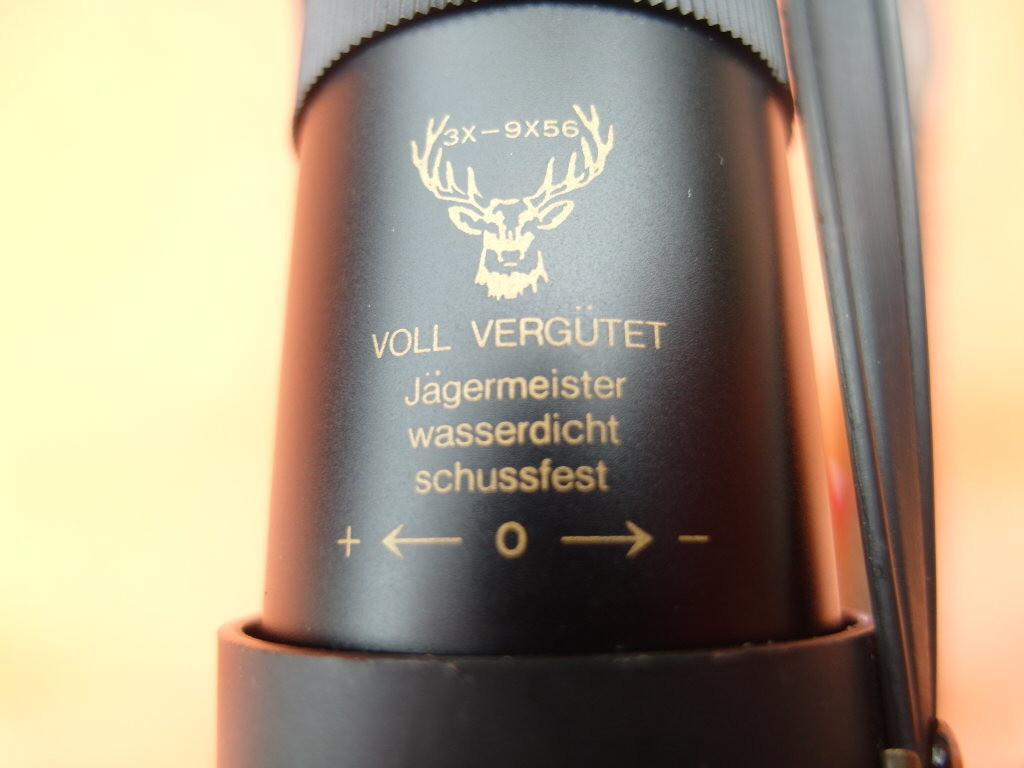 3X-9X56
VOLL VERGÜTET
Jägermeister
wasserdicht
schussfest
+ ← 0 → -